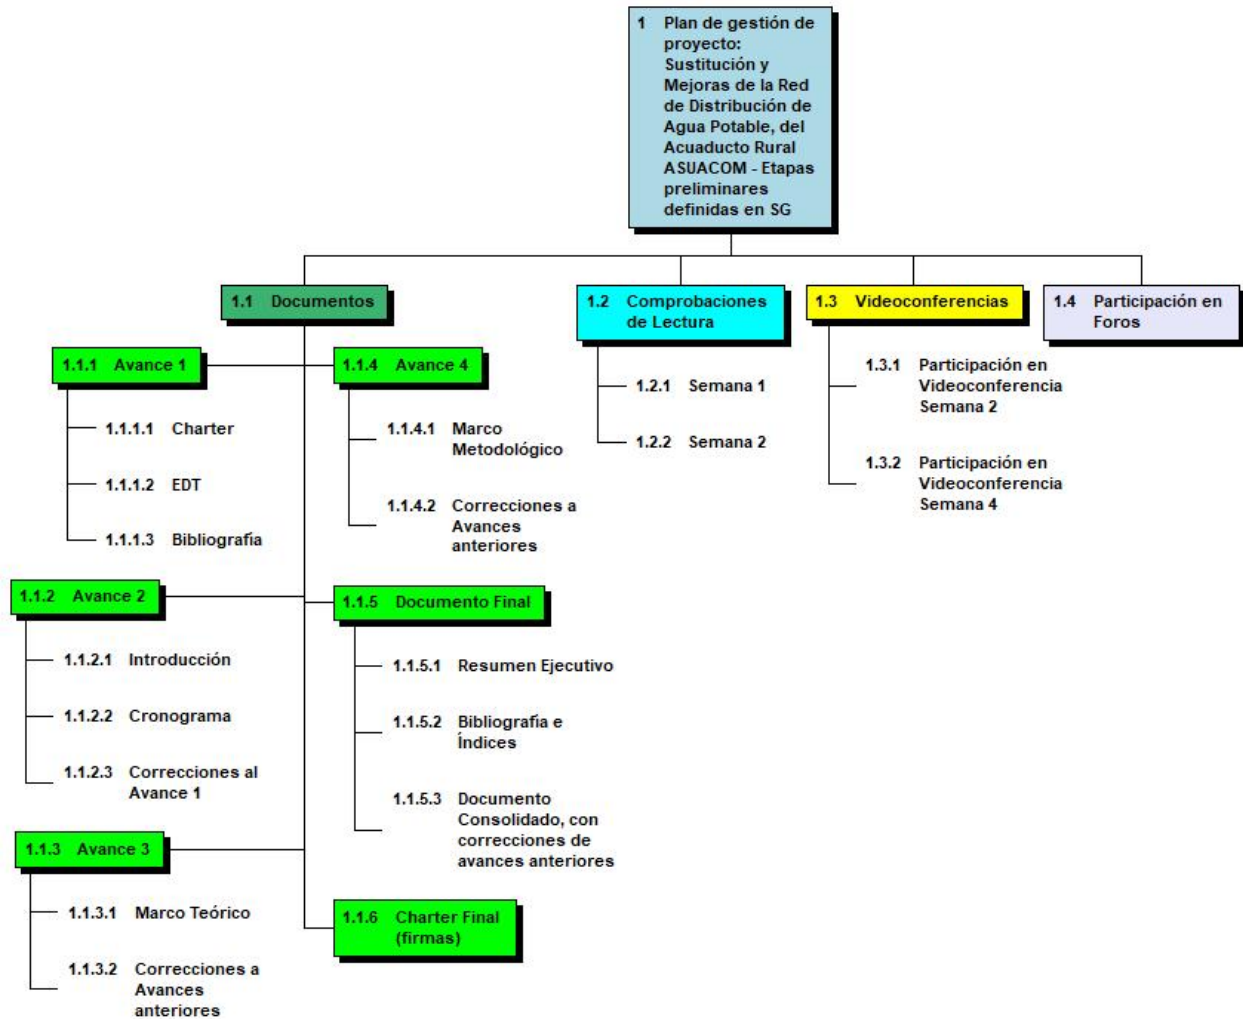 1 Plan de gestión de
proyecto:
Sustitución y
Mejoras de la Red
de Distribución de
Agua Potable, del
Acuaducto Rural
ASUACOM - Etapas
preliminares
definidas en SG
1.1 Documentos
1.1.1 Avance 1
1.1.1.1 Charter
1.1.1.2 EDT
1.1.1.3 Bibliografía
1.1.2 Avance 2
1.1.2.1 Introducción
1.1.2.2 Cronograma
1.1.2.3 Correcciones al
Avance 1
1.1.3 Avance 3
1.1.3.1 Marco Teórico
1.1.3.2 Correcciones a
Avances
anteriores
1.1.4 Avance 4
1.1.4.1 Marco
Metodológico
1.1.4.2 Correcciones a
Avances
anteriores
1.1.5 Documento Final
1.1.5.1 Resumen Ejecutivo
1.1.5.2 Bibliografía e
Índices
1.1.5.3 Documento
Consolidado, con
correcciones de
avances anteriores
1.1.6 Charter Final
(firmas)
1.2 Comprobaciones
de Lectura
1.2.1 Semana 1
1.2.2 Semana 2
1.3 Videoconferencias
1.3.1 Participación en
Videoconferencia
Semana 2
1.3.2 Participación en
Videoconferencia
Semana 4
1.4 Participación en
Foros